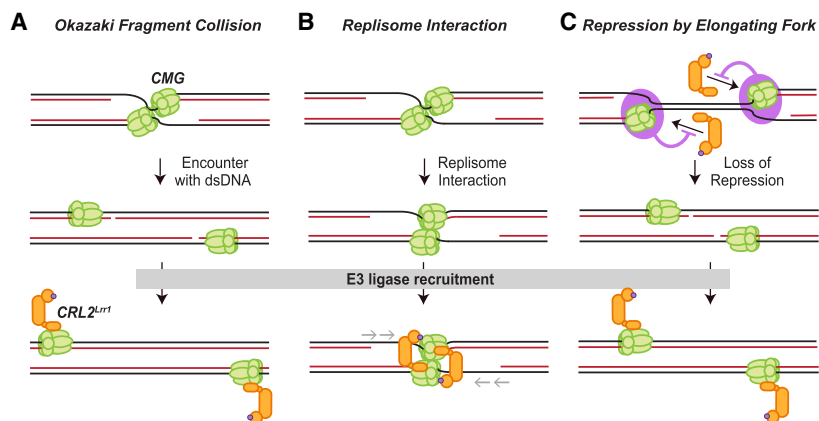 A Okazaki Fragment Collision
B Replisome Interaction
C Repression by Elongating Fork
CMG
Encounter
with dsDNA
Replisome
Interaction
Loss of
Repression
E3 ligase recruitment
CRL2Lrr1